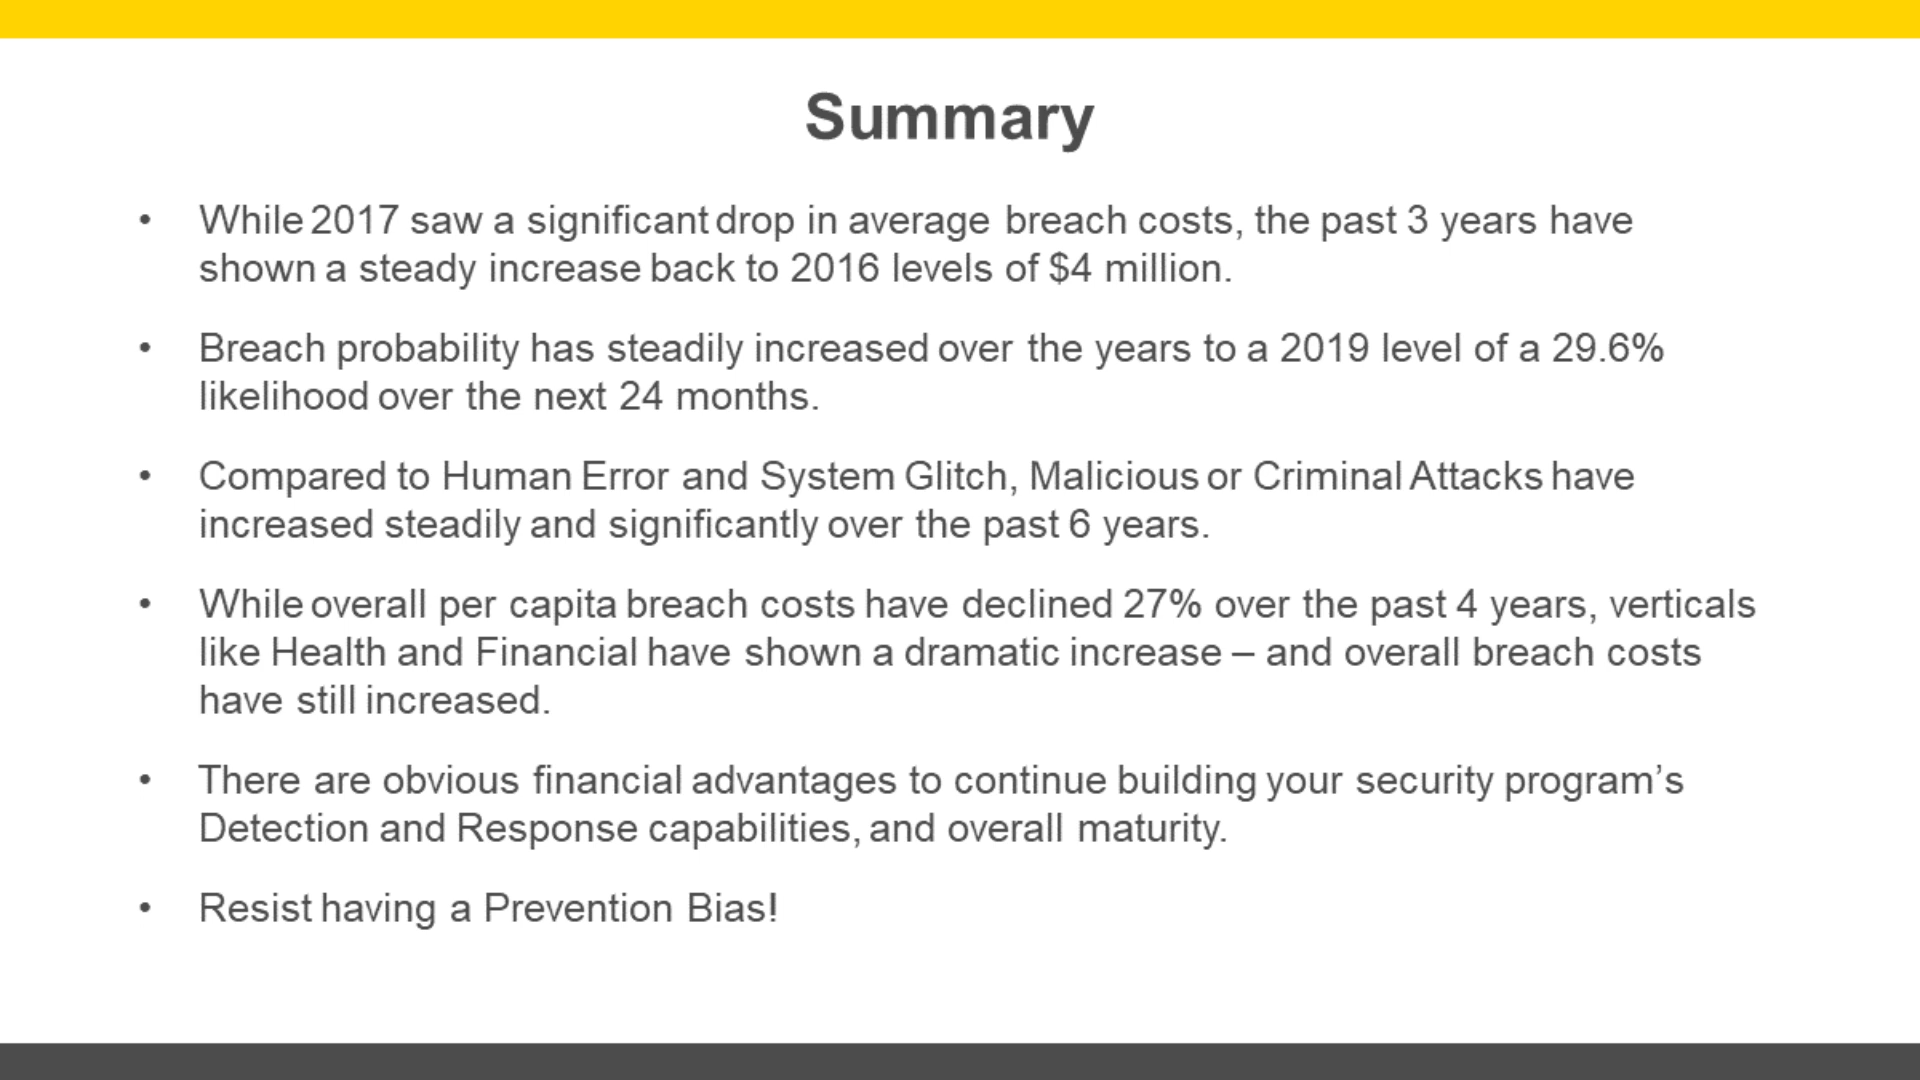 Summary
• While 2017 saw a significant drop in average breach costs, the past 3 years have
shown a steady increase back to 2016 levels of $4 million.
• Breach probability has steadily increased over the years to a 2019 level of a 29.6%
likelihood over the next 24 months.
• Compared to Human Error and System Glitch, Malicious or Criminal Attacks have
increased steadily and significantly over the past 6 years.
• While overall per capita breach costs have declined 27% over the past 4 years, verticals
like Health and Financial have shown a dramatic increase – and overall breach costs
have still increased.
• There are obvious financial advantages to continue building your security program’s
Detection and Response capabilities, and overall maturity.
• Resist having a Prevention Bias!